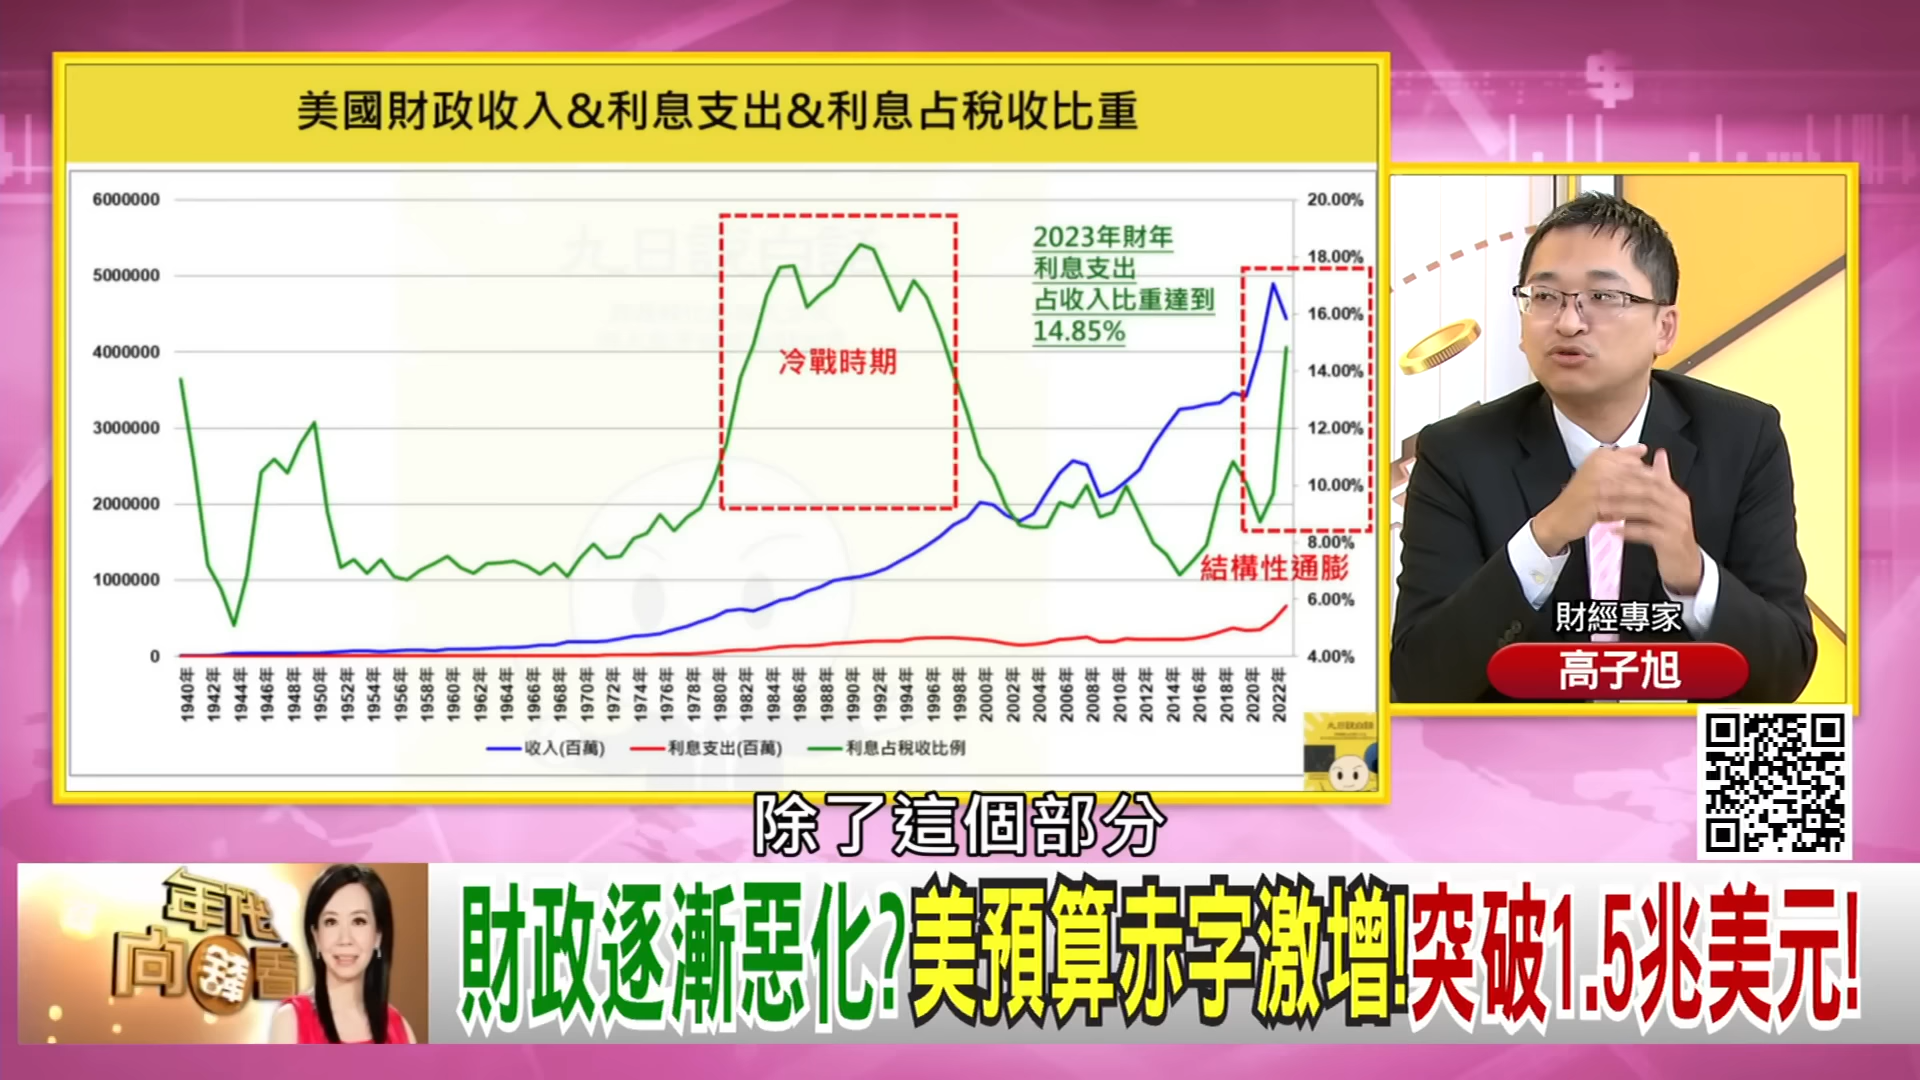 美國財政收入&利息支出&利息占稅收比重
6000000
5000000
4000000
3000000
2000000
1000000
0
20.00%
18.00%
16.00%
14.00%
12.00%
10.00%
8.00%
6.00%
4.00%
冷戰時期
2023年財年
利息支出
占收入比重達到
14.85%
結構性通膨
1940年
1942年
1944年
1946年
1948年
1950年
1952年
1954年
1956年
1958年
1960年
1962年
1964年
1966年
1968年
1970年
1972年
1974年
1976年
1978年
1980年
1982年
1984年
1986年
1988年
1990年
1992年
1994年
1996年
1998年
2000年
2002年
2004年
2006年
2008年
2010年
2012年
2014年
2016年
2018年
2020年
2022年
收入(百萬)
利息支出(百萬)
利息占稅收比例
九日說白話
財經專家
高子旭
除了這個部分
年代
向錢看
財政逐漸惡化?美預算赤字激增!突破1.5兆美元!